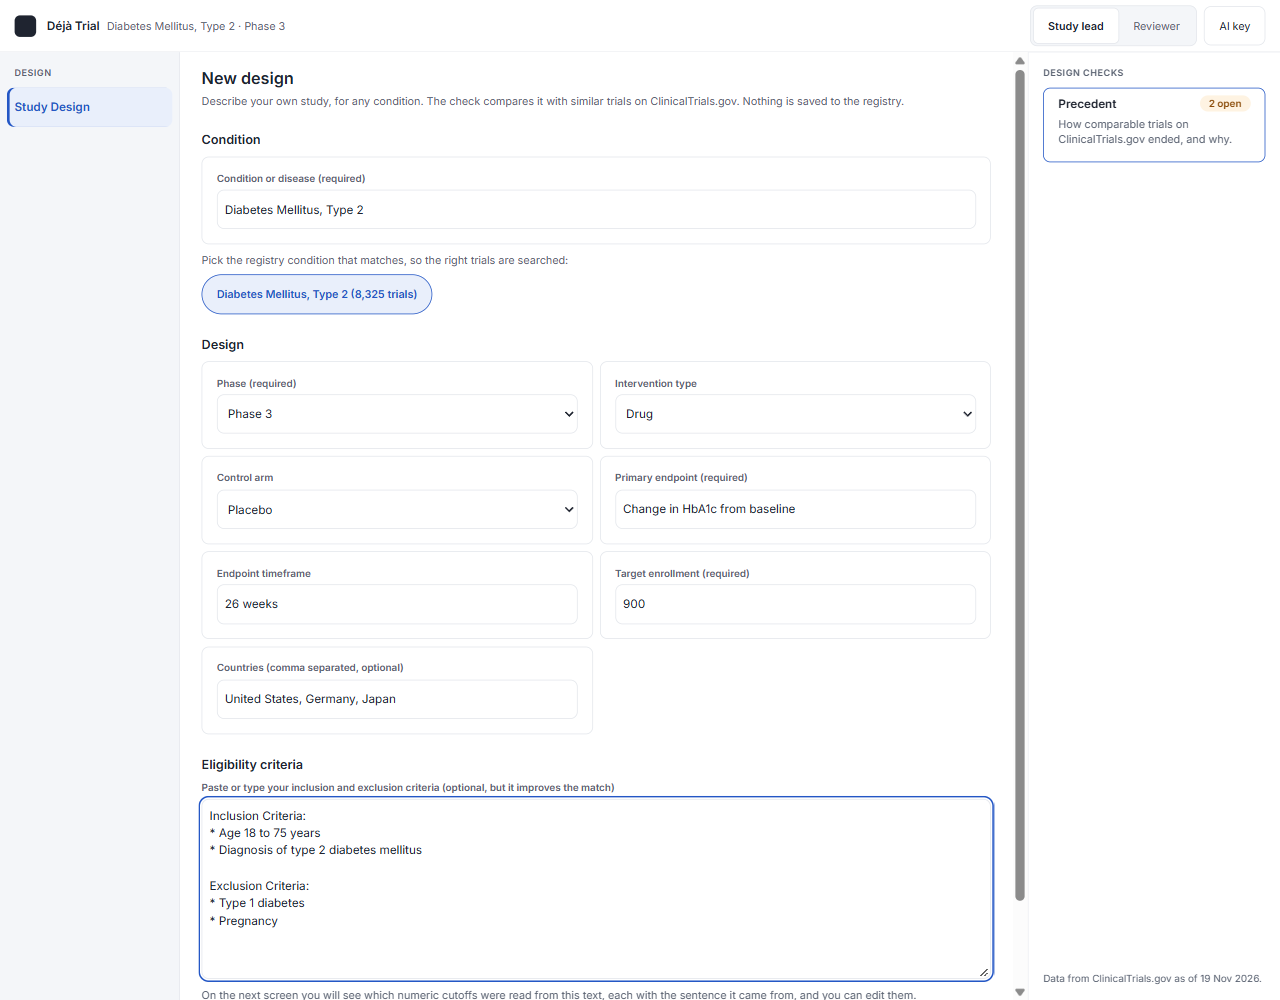 Déjà Trial Diabetes Mellitus, Type 2 · Phase 3
Study lead
Reviewer
AI key
DESIGN
Study Design
New design
Describe your own study, for any condition. The check compares it with similar trials on ClinicalTrials.gov. Nothing is saved to the registry.
Condition
Condition or disease (required)
Diabetes Mellitus, Type 2
Pick the registry condition that matches, so the right trials are searched:
Diabetes Mellitus, Type 2 (8,325 trials)
Design
Phase (required)
Phase 3
Intervention type
Drug
Control arm
Placebo
Primary endpoint (required)
Change in HbA1c from baseline
Endpoint timeframe
26 weeks
Target enrollment (required)
900
Countries (comma separated, optional)
United States, Germany, Japan
Eligibility criteria
Paste or type your inclusion and exclusion criteria (optional, but it improves the match)
Inclusion Criteria:
* Age 18 to 75 years
* Diagnosis of type 2 diabetes mellitus
Exclusion Criteria:
* Type 1 diabetes
* Pregnancy
On the next screen you will see which numeric cutoffs were read from this text, each with the sentence it came from, and you can edit them.
DESIGN CHECKS
Precedent
2 open
How comparable trials on
ClinicalTrials.gov ended, and why.
Data from ClinicalTrials.gov as of 19 Nov 2026.